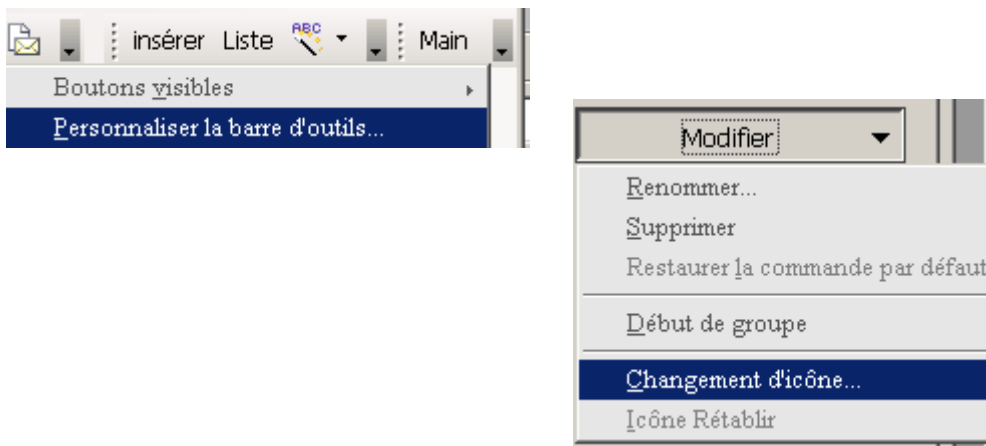 ABC
insérer Liste Main
Boutons visibles
Personnaliser la barre d'outils...
Modifier
Renommer...
Supprimer
Restaurer la commande par défaut
Début de groupe
Changement d'icône...
Icône Rétablir